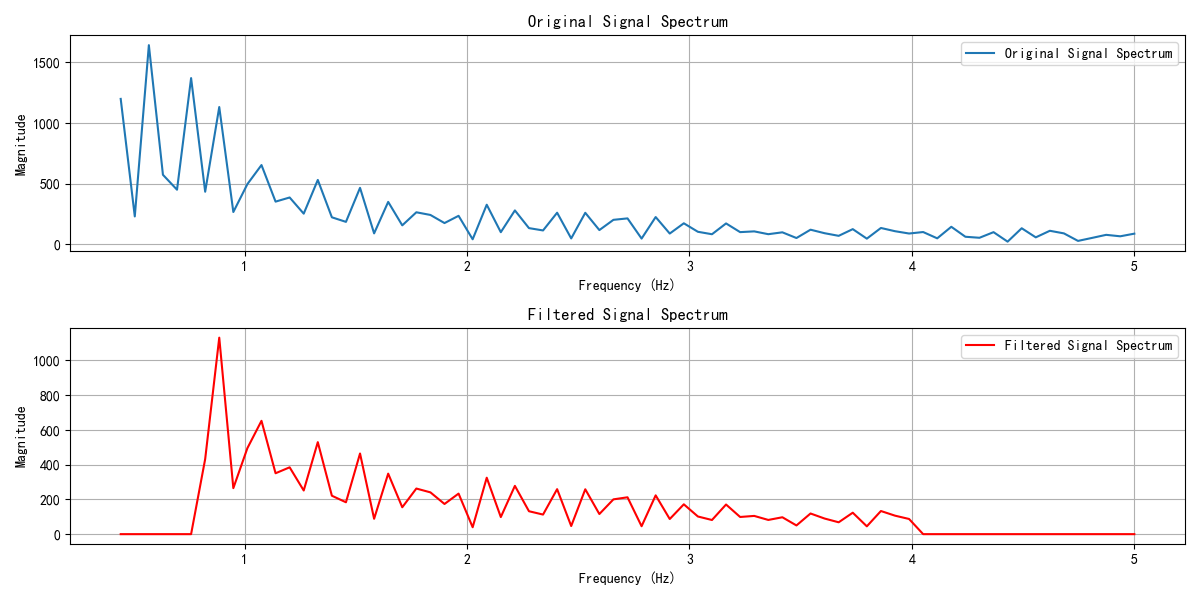 Original Signal Spectrum
Original Signal Spectrum
1500
1000
500
0
Magnitude
1 2 3 4 5
Frequency (Hz)
Filtered Signal Spectrum
Filtered Signal Spectrum
1000
800
600
400
200
0
Magnitude
1 2 3 4 5
Frequency (Hz)